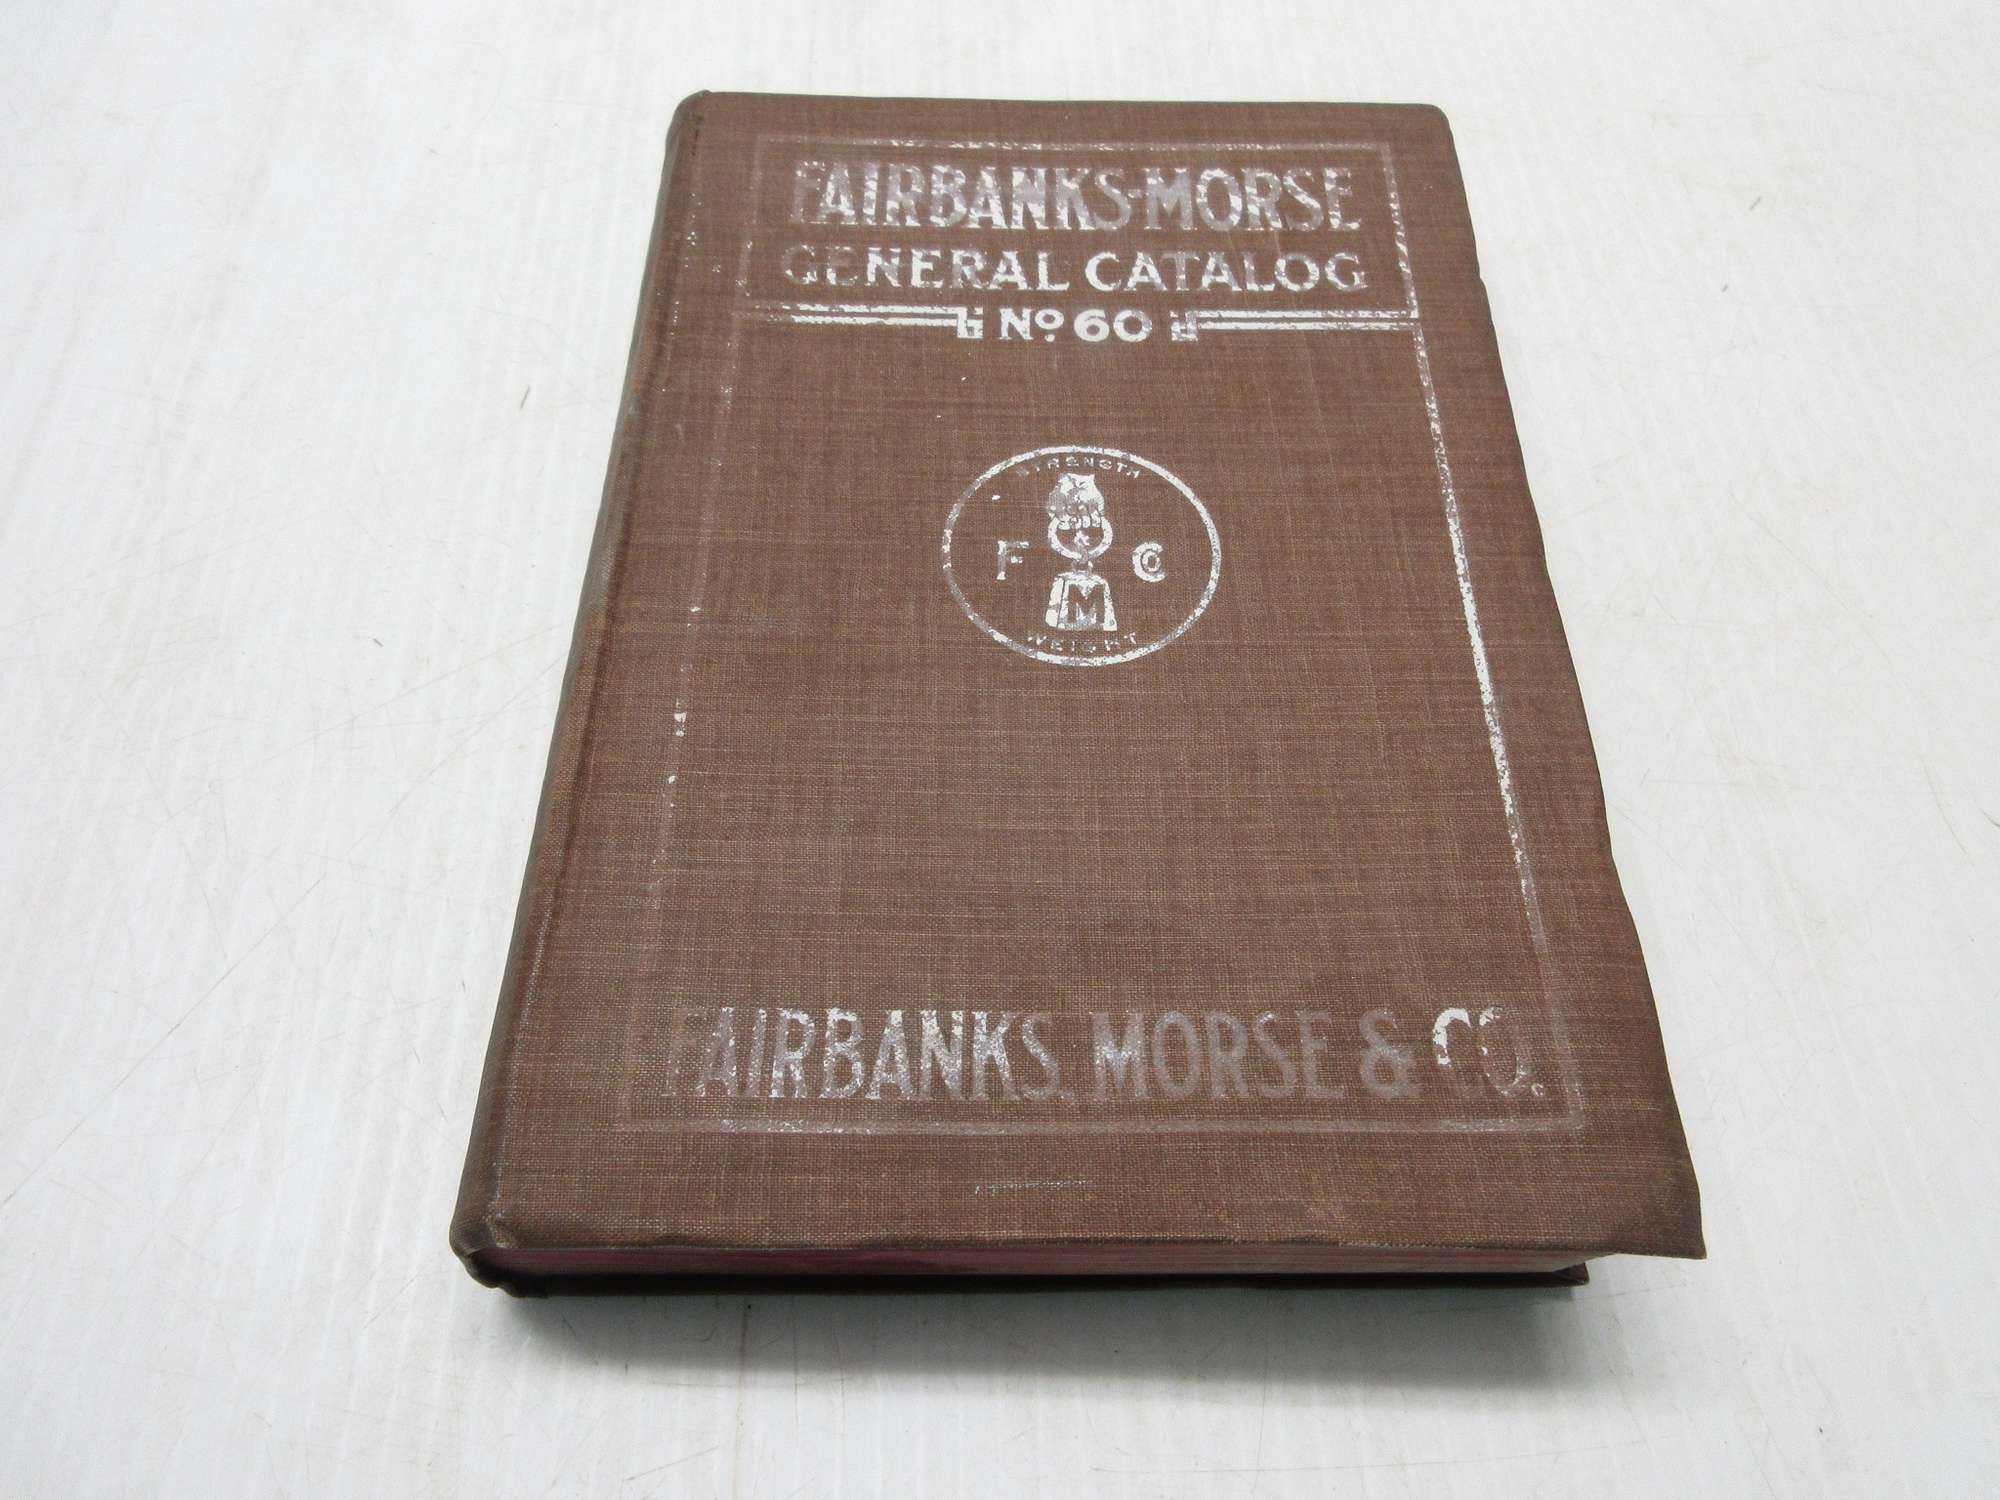 FAIRBANKS-MORSE
GENERAL CATALOG
No. 60
STRENGTH
F & Co
M
WEIGHT
FAIRBANKS, MORSE & CO.